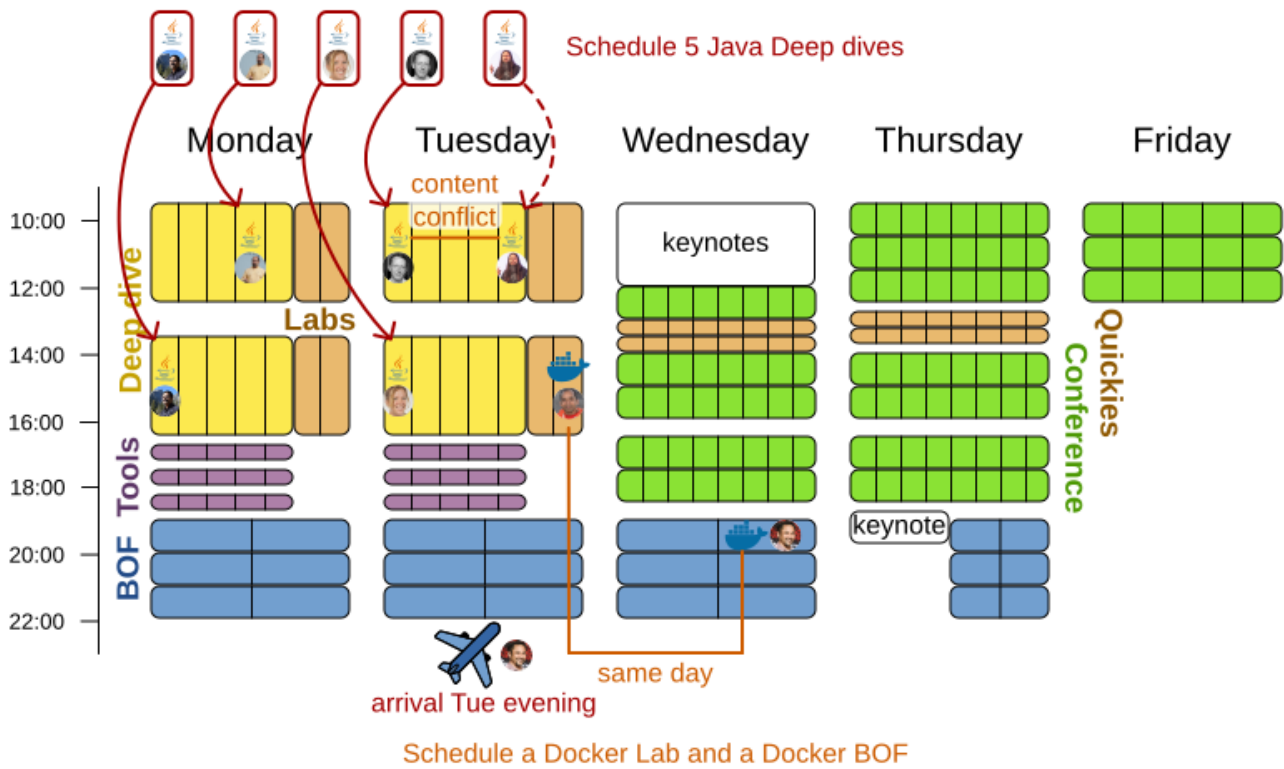 Schedule 5 Java Deep dives
Monday
Tuesday
Wednesday
Thursday
Friday
content
conflict
10:00
12:00
14:00
16:00
18:00
20:00
22:00
Deep dive
Labs
Tools
BOF
keynotes
keynote
Quickies
Conference
same day
arrival Tue evening
Schedule a Docker Lab and a Docker BOF